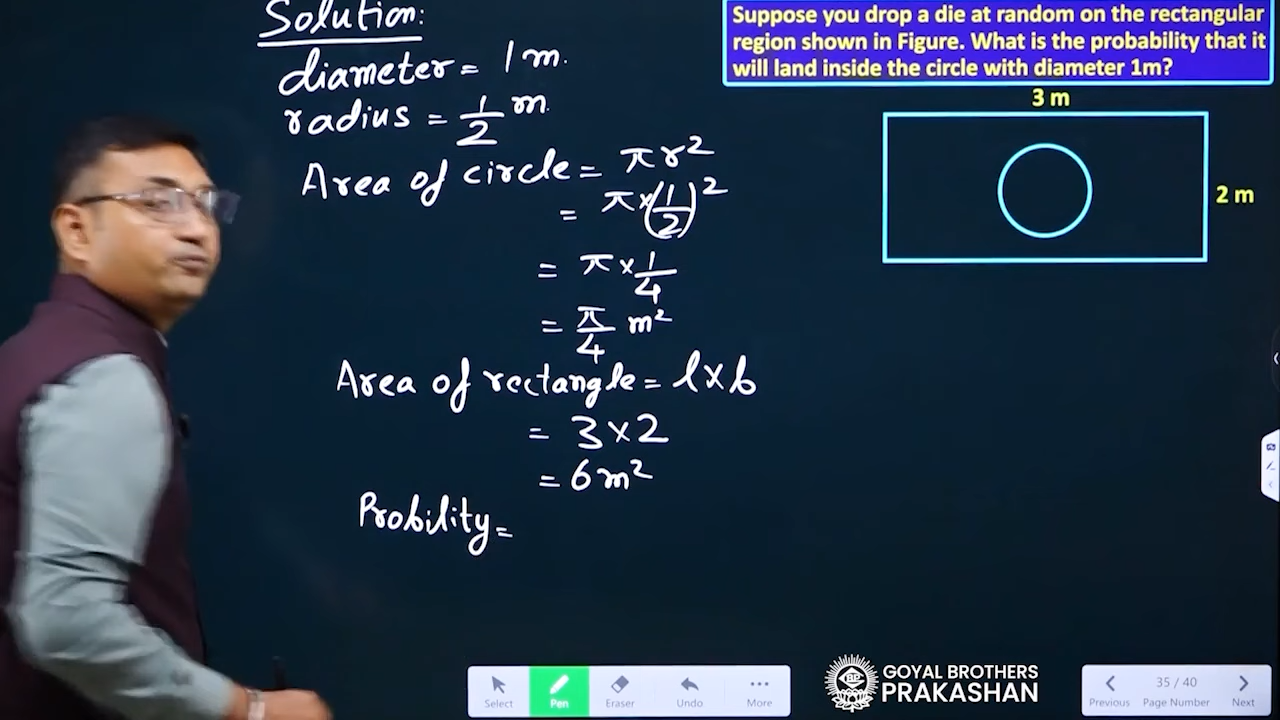 Solution:
diameter = 1 m.
radius = 1/2 m.
Area of circle = πr²
= π×(1/2)²
= π×1/4
= π/4 m²
Area of rectangle = l×b
= 3×2
= 6m²
Probility =
Suppose you drop a die at random on the rectangular
region shown in Figure. What is the probability that it
will land inside the circle with diameter 1m?
3 m
2 m
Select
Pen
Eraser
Undo
More
GOYAL BROTHERS
PRAKASHAN
35 / 40
Previous
Page Number
Next